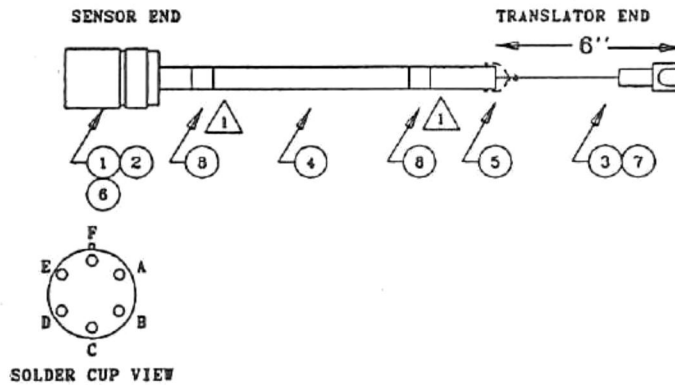 SENSOR END
TRANSLATOR END
6"
1
1
1 2
8
4
8
5
3 7
6
F
E
A
D
B
C
SOLDER CUP VIEW